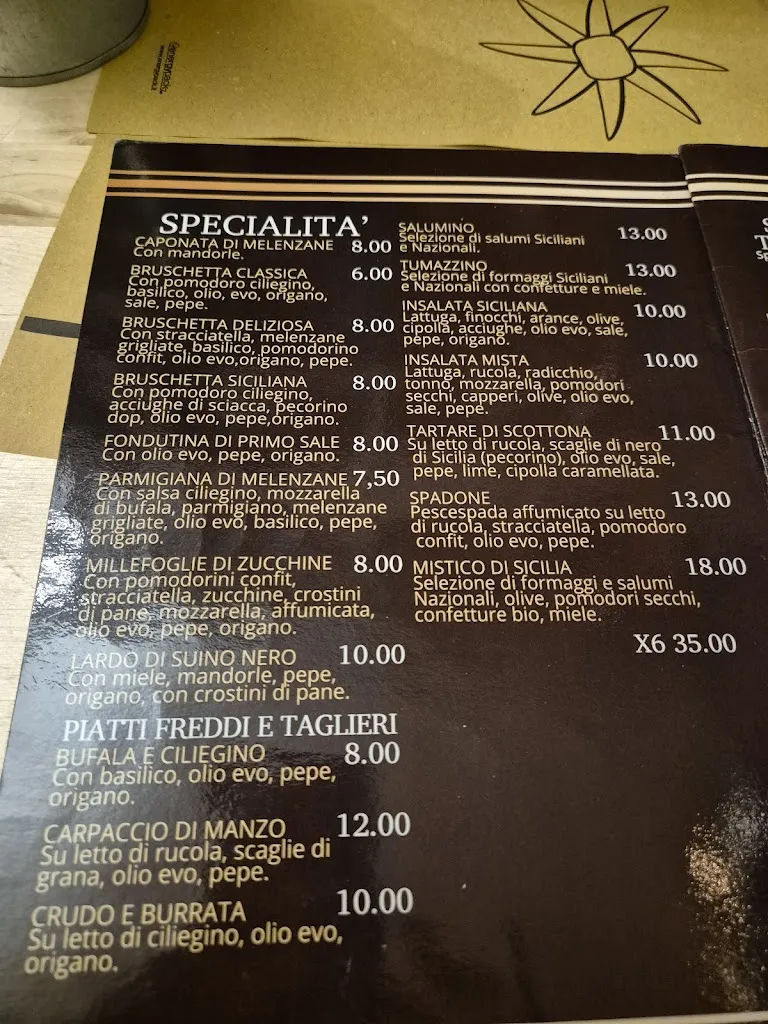 SPECIALITA'
CAPONATA DI MELENZANE 8.00
Con mandorle.
BRUSCHETTA CLASSICA 6.00
Con pomodoro ciliegino,
basilico, olio, evo, origano,
sale, pepe.
BRUSCHETTA DELIZIOSA 8.00
Con stracciatella, melenzane
grigliate, basilico, pomodorino
confit, olio evo,origano, pepe.
BRUSCHETTA SICILIANA 8.00
Con pomodoro ciliegino,
acciughe di sciacca, pecorino
dop, olio evo, pepe,origano.
FONDUTINA DI PRIMO SALE 8.00
Con olio evo, pepe, origano.
PARMIGIANA DI MELENZANE 7,50
Con salsa ciliegino, mozzarella
di bufala, parmigiano, melenzane
grigliate, olio evo, basilico, pepe,
origano.
MILLEFOGLIE DI ZUCCHINE 8.00
Con pomodorini confit,
stracciatella, zucchine, crostini
di pane, mozzarella, affumicata,
olio evo, pepe, origano.
LARDO DI SUINO NERO 10.00
Con miele, mandorle, pepe,
origano, con crostini di pane.
PIATTI FREDDI E TAGLIERI
BUFALA E CILIEGINO 8.00
Con basilico, olio evo, pepe,
origano.
CARPACCIO DI MANZO 12.00
Su letto di rucola, scaglie di
grana, olio evo, pepe.
CRUDO E BURRATA 10.00
Su letto di ciliegino, olio evo,
origano.
SALUMINO 13.00
Selezione di salumi Siciliani
e Nazionali.
TUMAZZINO 13.00
Selezione di formaggi Siciliani
e Nazionali con confetture e miele.
INSALATA SICILIANA 10.00
Lattuga, finocchi, arance, olive,
cipolla, acciughe, olio evo, sale,
pepe, origano.
INSALATA MISTA 10.00
Lattuga, rucola, radicchio,
tonno, mozzarella, pomodori
secchi, capperi, olive, olio evo,
sale, pepe.
TARTARE DI SCOTTONA 11.00
Su letto di rucola, scaglie di nero
di Sicilia (pecorino), olio evo, sale,
pepe, lime, cipolla caramellata.
SPADONE 13.00
Pescespada affumicato su letto
di rucola, stracciatella, pomodoro
confit, olio evo, pepe.
MISTICO DI SICILIA 18.00
Selezione di formaggi e salumi
Nazionali, olive, pomodori secchi,
confetture bio, miele.
X6 35.00